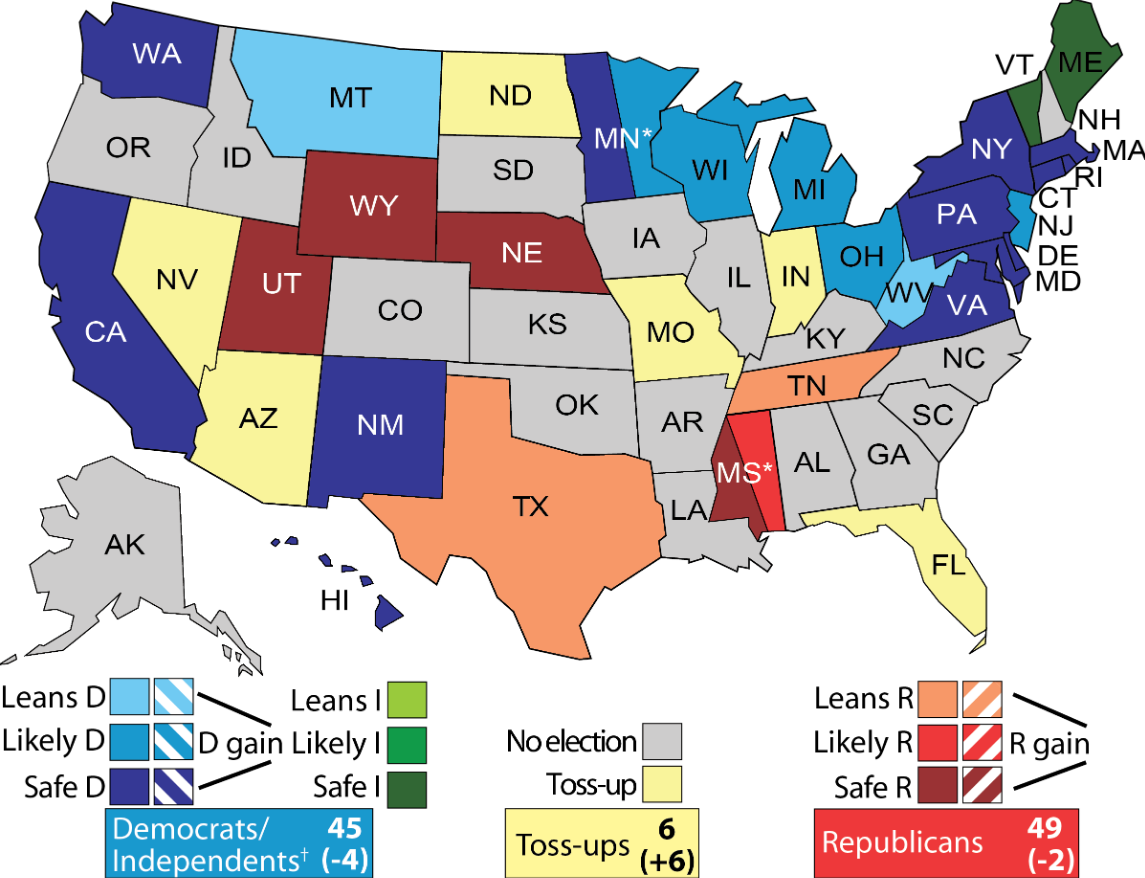 WA
MT
ND
MN*
VT
ME
NH
MA
RI
CT
NJ
DE
MD
OR
ID
SD
WI
MI
NY
PA
WY
NE
IA
IL
IN
OH
WV
VA
NV
UT
CO
KS
MO
KY
NC
CA
AZ
NM
OK
AR
TN
SC
TX
LA
MS*
AL
GA
FL
AK
HI
Leans D
Likely D
Safe D
D gain
Leans I
Likely I
Safe I
No election
Toss-up
Leans R
Likely R
Safe R
R gain
Democrats/ 45
Independents† (-4)
Toss-ups 6
(+6)
Republicans 49
(-2)